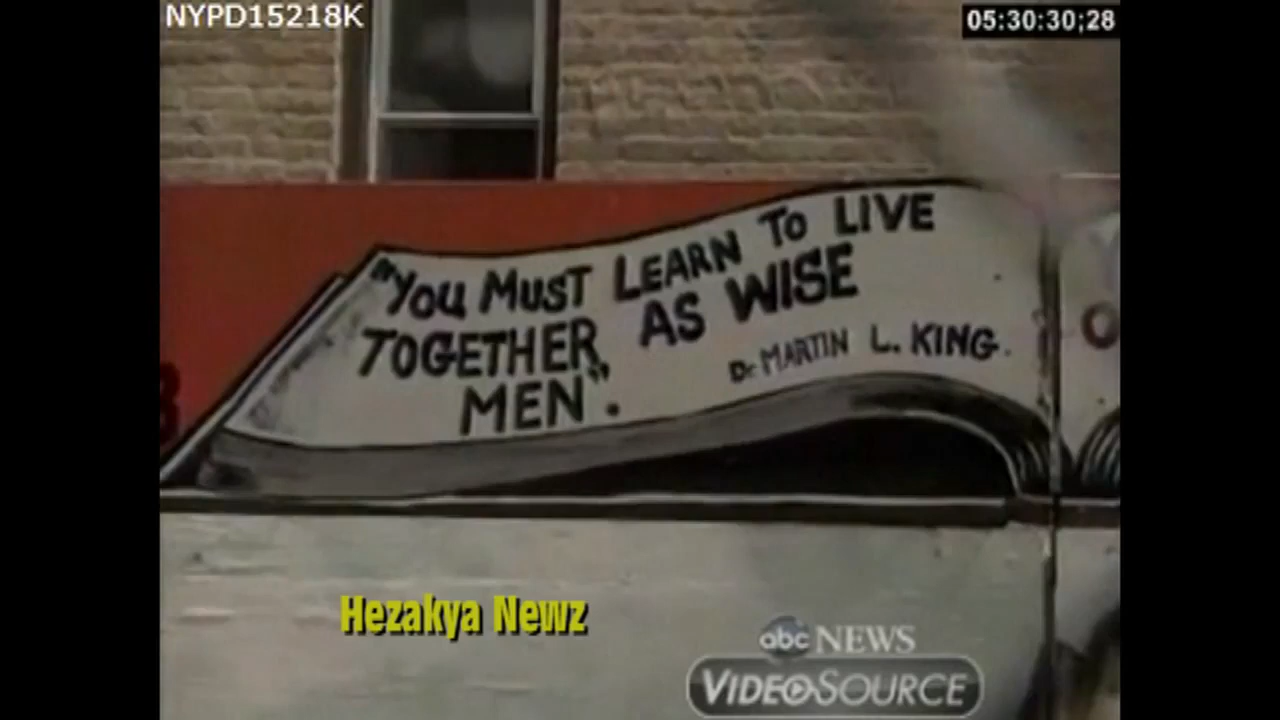 NYPD15218K
05:30:30;28
"YOU MUST LEARN TO LIVE
TOGETHER, AS WISE
MEN".
Dr. MARTIN L. KING.
Hezakya Newz
abc NEWS
VIDEOSOURCE